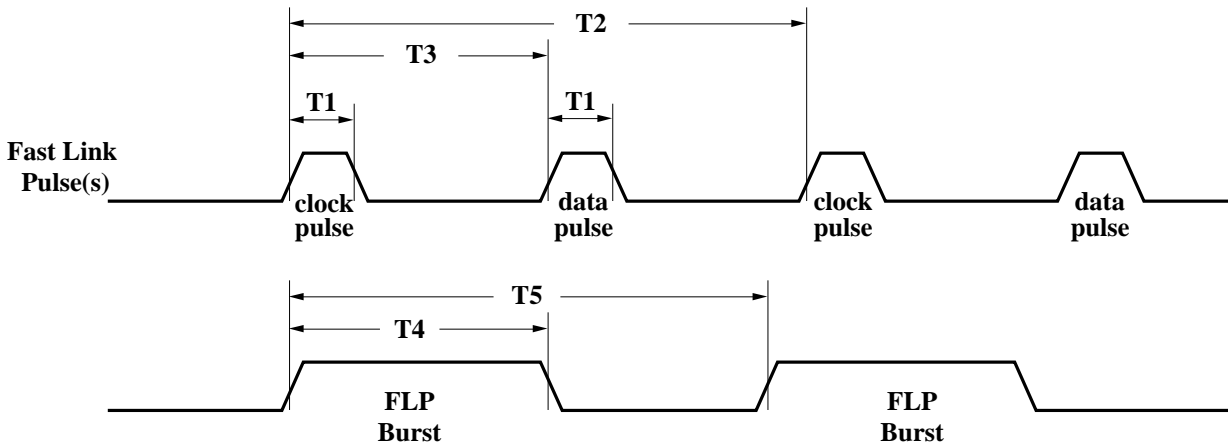 T2
T3
T1 T1
Fast Link
Pulse(s)
clock
pulse
data
pulse
clock
pulse
data
pulse
T5
T4
FLP
Burst
FLP
Burst